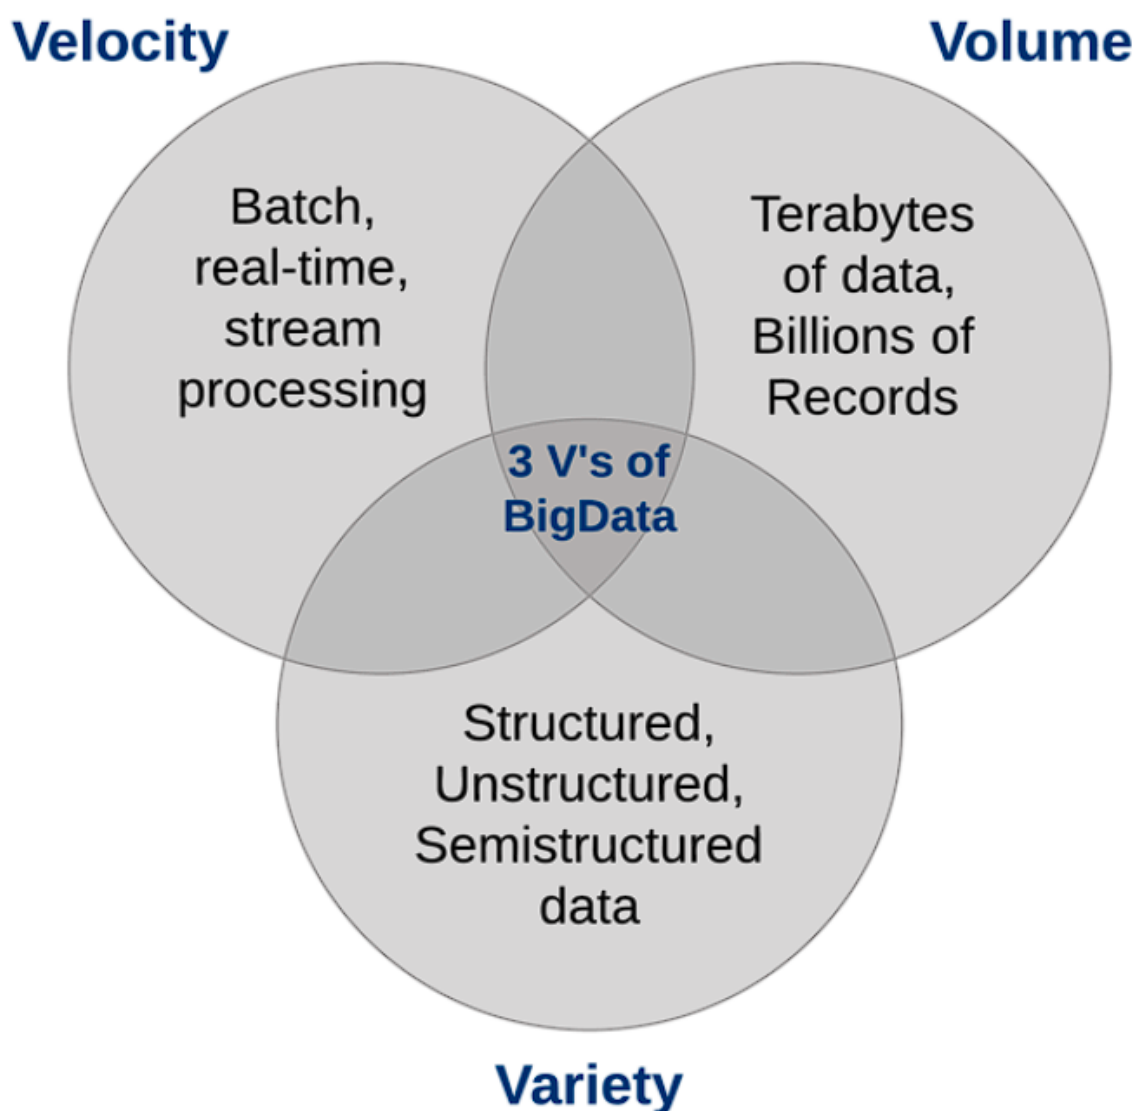 Velocity
Volume
Batch,
real-time,
stream
processing
Terabytes
of data,
Billions of
Records
3 V's of
BigData
Structured,
Unstructured,
Semistructured
data
Variety